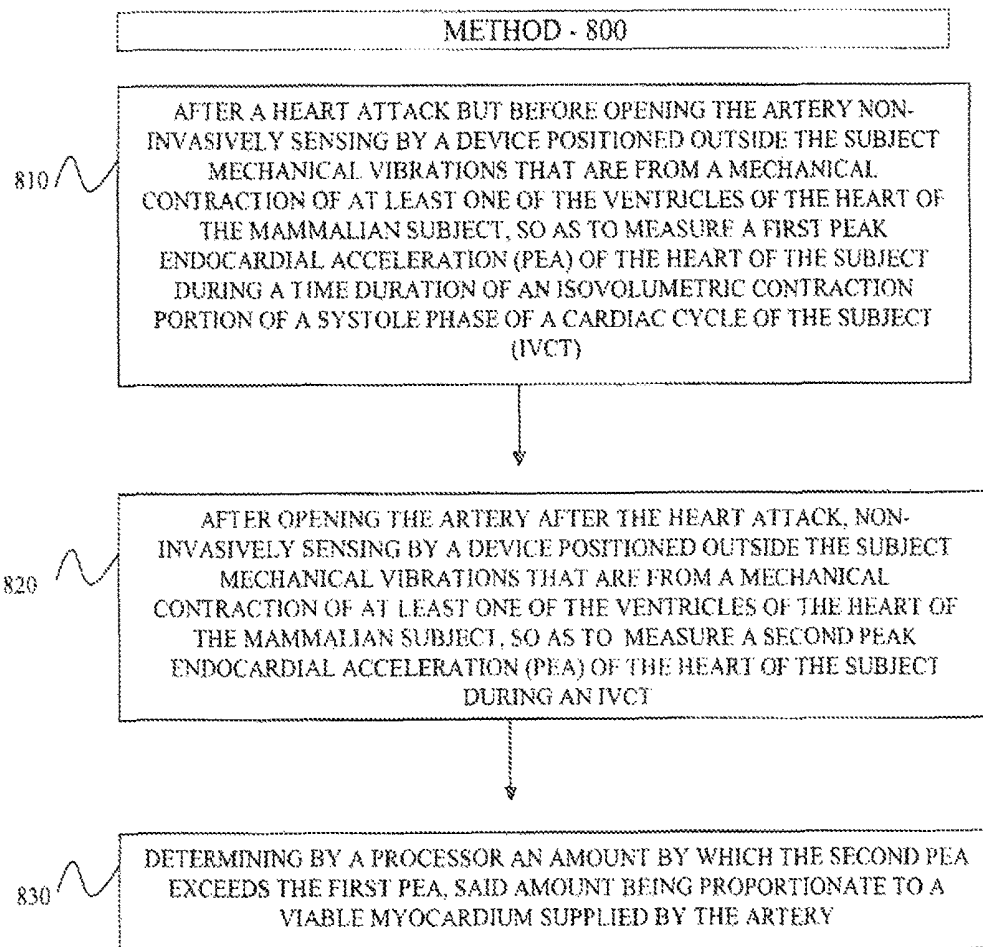 METHOD - 800
810
AFTER A HEART ATTACK BUT BEFORE OPENING THE ARTERY NON-
INVASIVELY SENSING BY A DEVICE POSITIONED OUTSIDE THE SUBJECT
MECHANICAL VIBRATIONS THAT ARE FROM A MECHANICAL
CONTRACTION OF AT LEAST ONE OF THE VENTRICLES OF THE HEART OF
THE MAMMALIAN SUBJECT, SO AS TO MEASURE A FIRST PEAK
ENDOCARDIAL ACCELERATION (PEA) OF THE HEART OF THE SUBJECT
DURING A TIME DURATION OF AN ISOVOLUMETRIC CONTRACTION
PORTION OF A SYSTOLE PHASE OF A CARDIAC CYCLE OF THE SUBJECT
(IVCT)
820
AFTER OPENING THE ARTERY AFTER THE HEART ATTACK, NON-
INVASIVELY SENSING BY A DEVICE POSITIONED OUTSIDE THE SUBJECT
MECHANICAL VIBRATIONS THAT ARE FROM A MECHANICAL
CONTRACTION OF AT LEAST ONE OF THE VENTRICLES OF THE HEART OF
THE MAMMALIAN SUBJECT, SO AS TO MEASURE A SECOND PEAK
ENDOCARDIAL ACCELERATION (PEA) OF THE HEART OF THE SUBJECT
DURING AN IVCT
830
DETERMINING BY A PROCESSOR AN AMOUNT BY WHICH THE SECOND PEA
EXCEEDS THE FIRST PEA, SAID AMOUNT BEING PROPORTIONATE TO A
VIABLE MYOCARDIUM SUPPLIED BY THE ARTERY